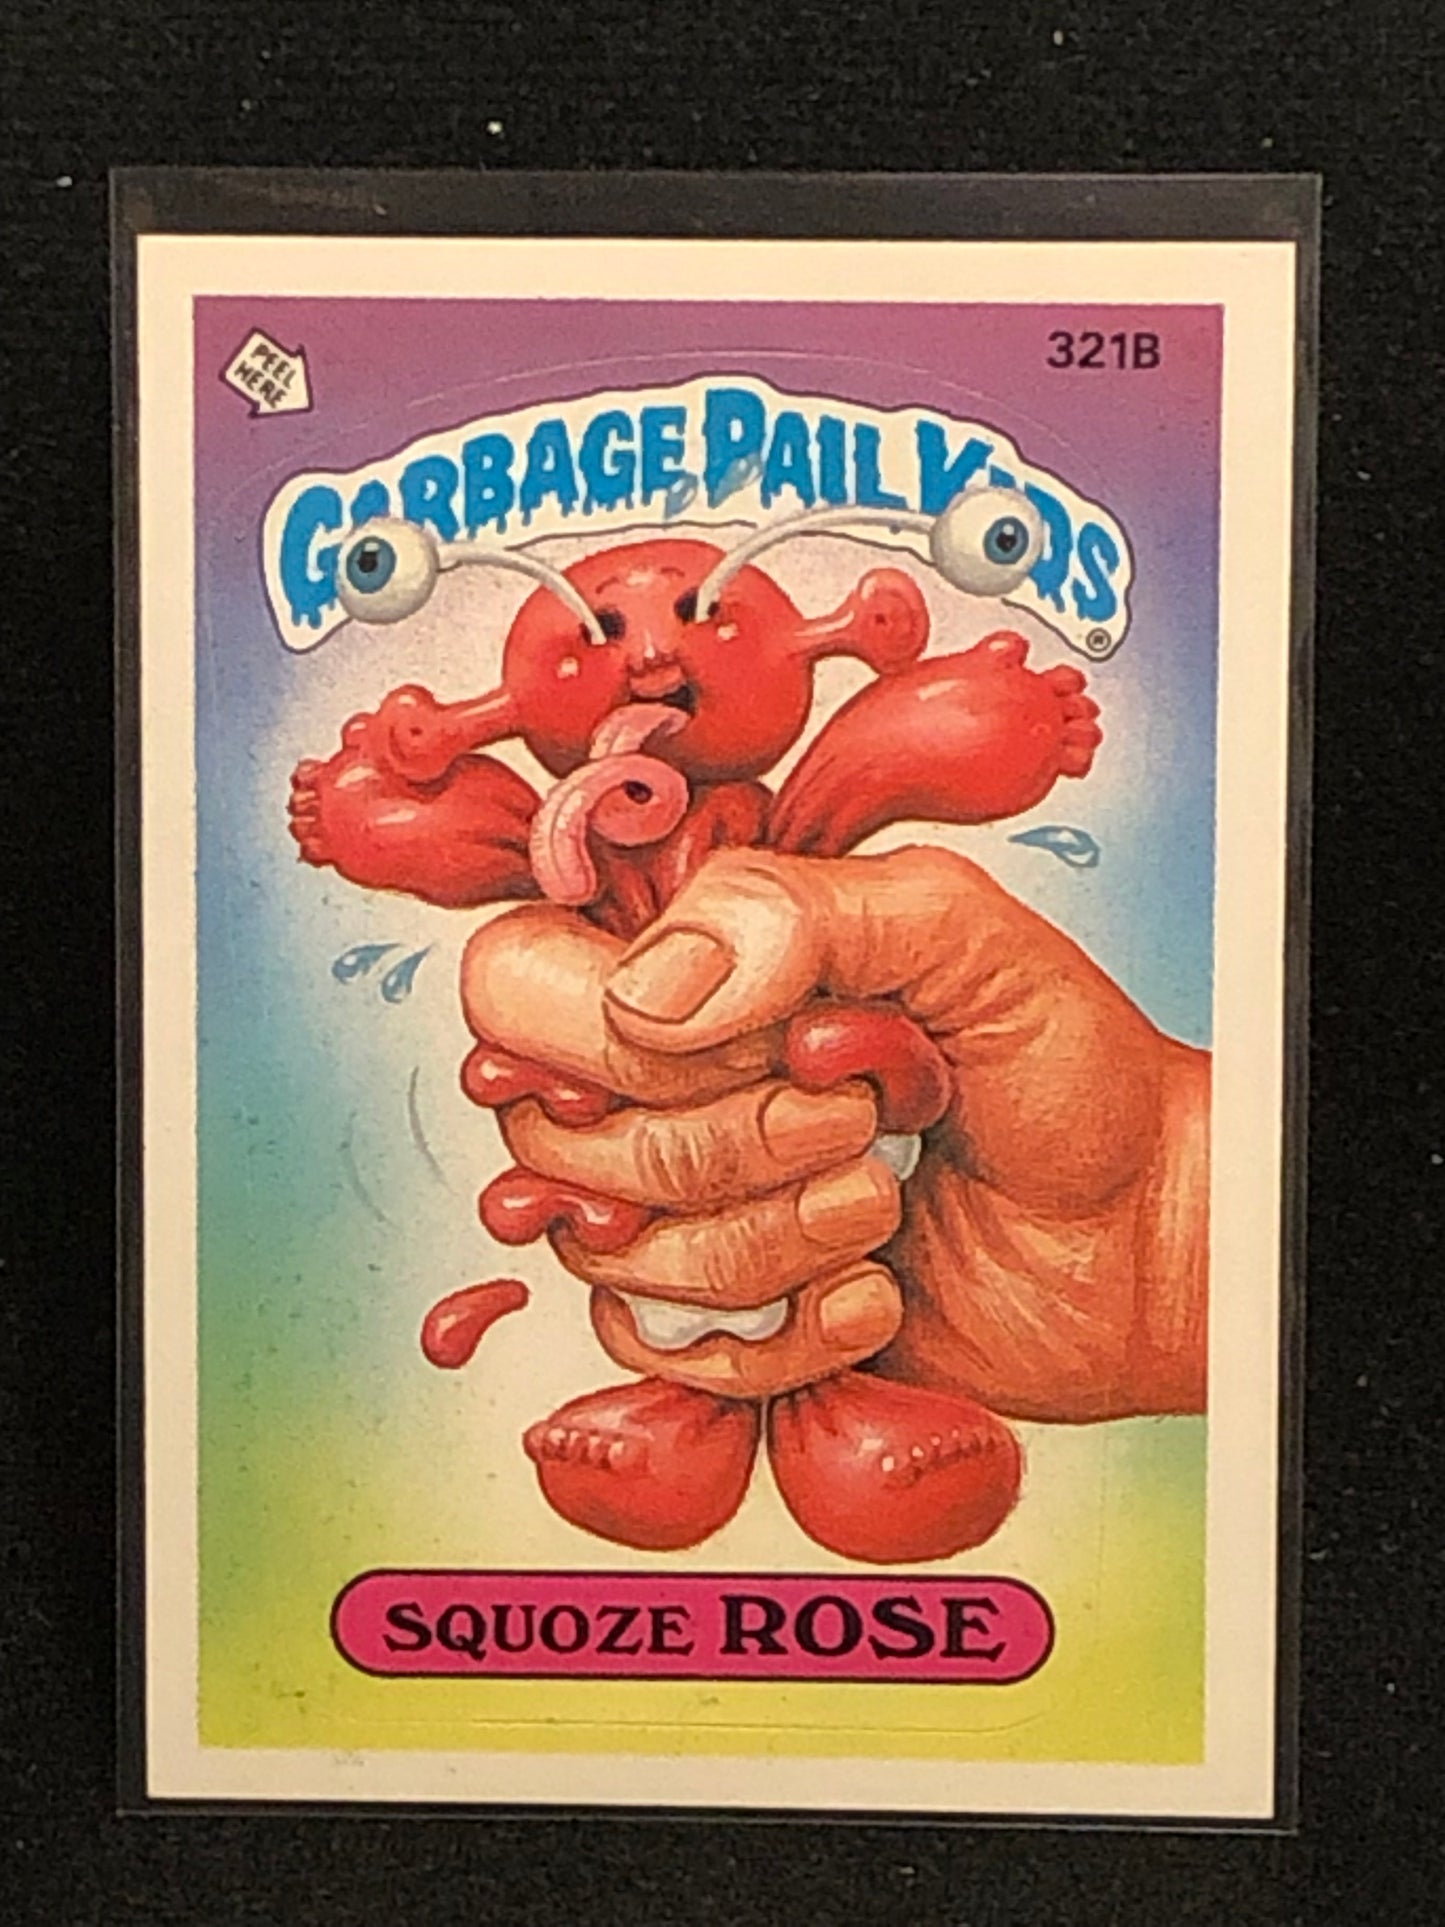 PEEL
HERE
321B
GARBAGE PAIL KIDS
®
SQUOZE ROSE